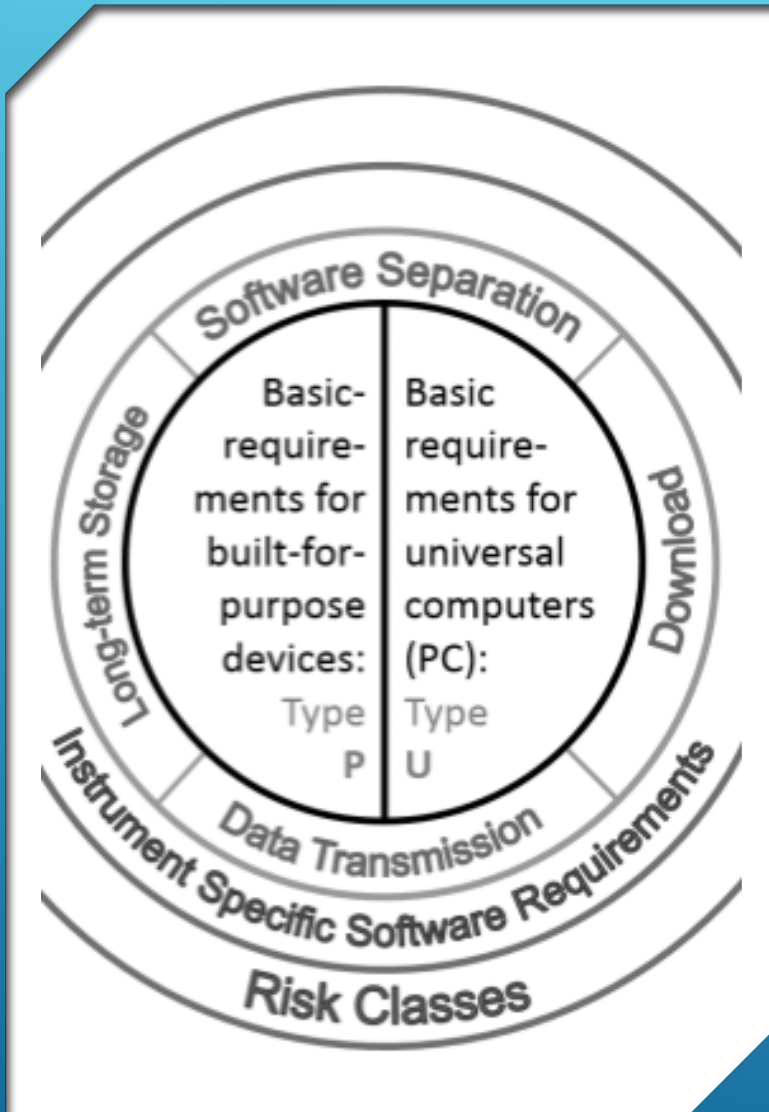 Software Separation
Long-term Storage
Basic-
require-
ments for
built-for-
purpose
devices:
Type
P
Basic
require-
ments for
universal
computers
(PC):
Type
U
Download
Data Transmission
Instrument Specific Software Requirements
Risk Classes